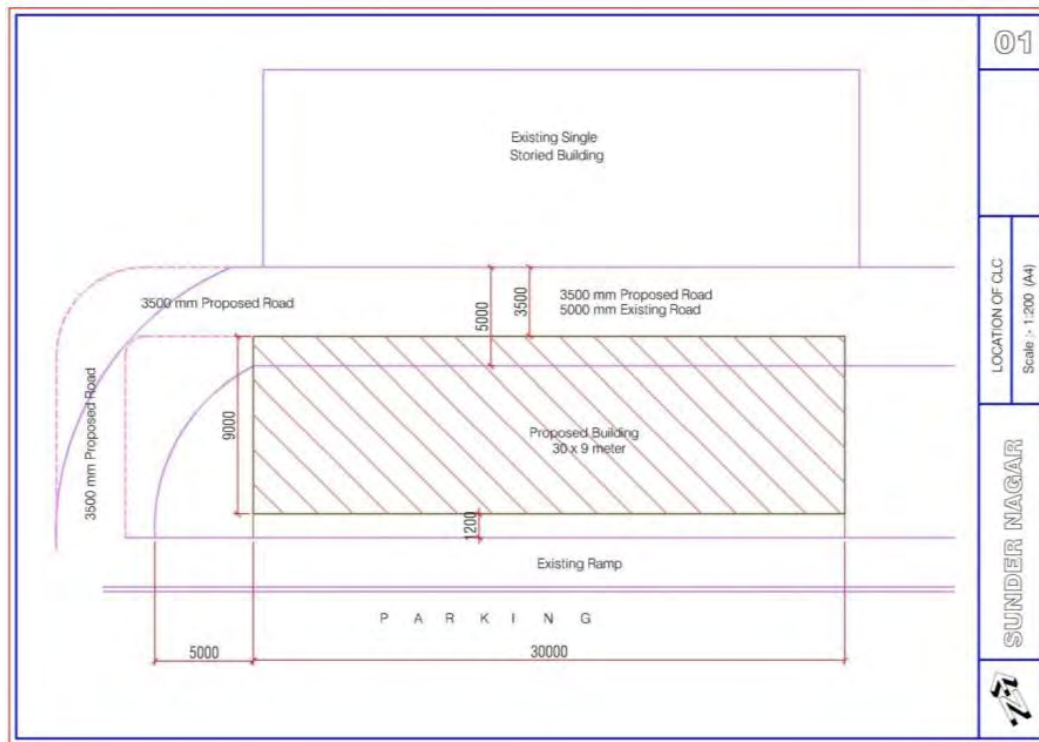 01
Existing Single
Storied Building
3500 mm Proposed Road
5000
3500
3500 mm Proposed Road
5000 mm Existing Road
LOCATION OF CLC
Scale :- 1:200 (A4)
3500 mm Proposed Road
9000
Proposed Building
30 x 9 meter
1200
Existing Ramp
SUNDER NAGAR
P A R K I N G
5000
30000